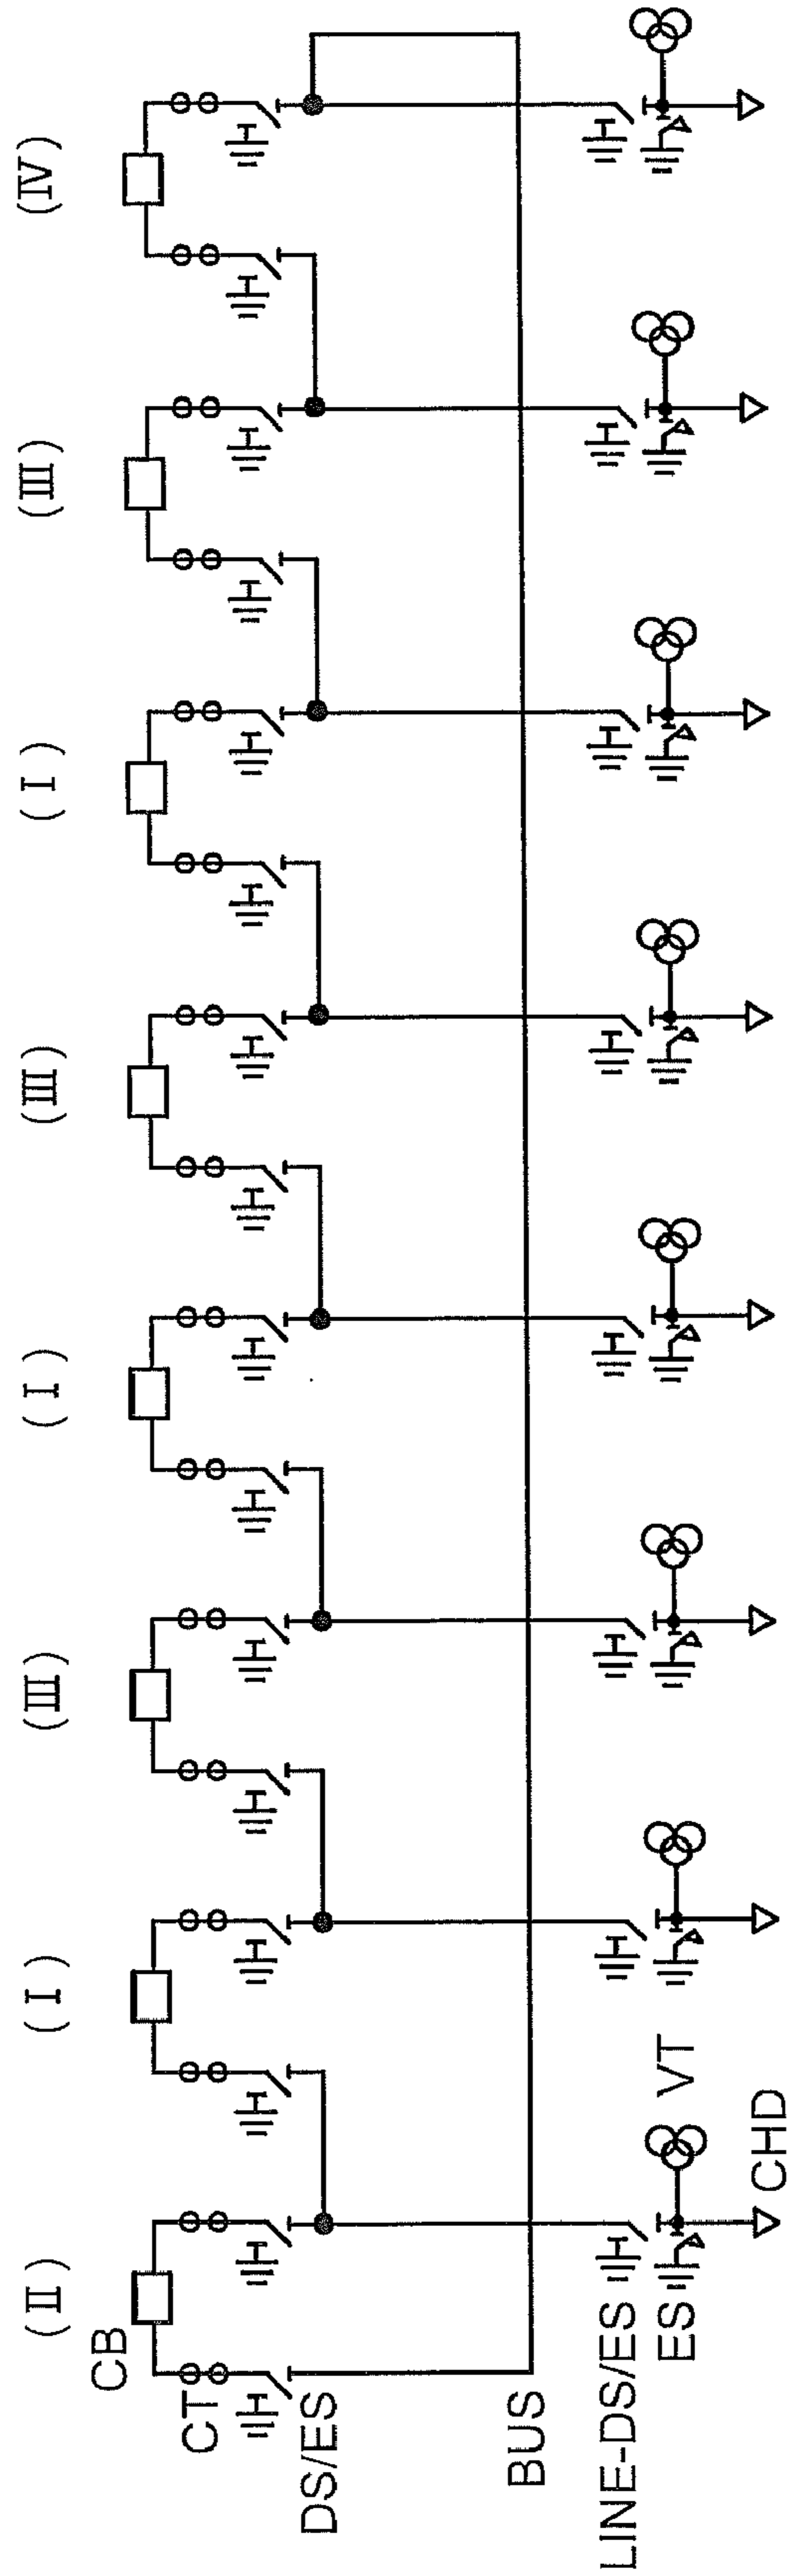 (II) (I) (III) (I) (III) (I) (III) (IV)
CB
CT
DS/ES
BUS
LINE-DS/ES
ES VT
CHD